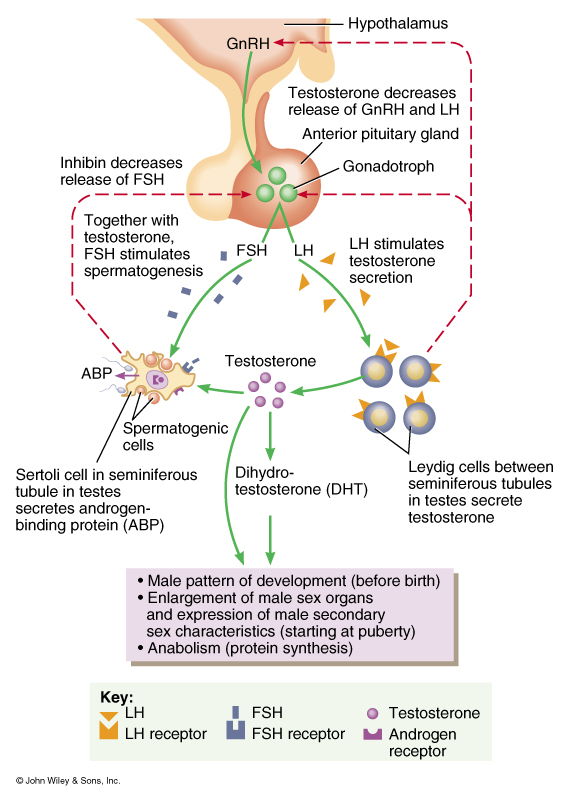 Hypothalamus
GnRH
Testosterone decreases
release of GnRH and LH
Anterior pituitary gland
Inhibin decreases
release of FSH
Gonadotroph
Together with
testosterone,
FSH stimulates
spermatogenesis
FSH
LH
LH stimulates
testosterone
secretion
ABP
Testosterone
Spermatogenic
cells
Sertoli cell in seminiferous
tubule in testes
secretes androgen-
binding protein (ABP)
Dihydro-
testosterone (DHT)
Leydig cells between
seminiferous tubules
in testes secrete
testosterone
• Male pattern of development (before birth)
• Enlargement of male sex organs
and expression of male secondary
sex characteristics (starting at puberty)
• Anabolism (protein synthesis)
Key:
LH
LH receptor
FSH
FSH receptor
Testosterone
Androgen
receptor
© John Wiley & Sons, Inc.